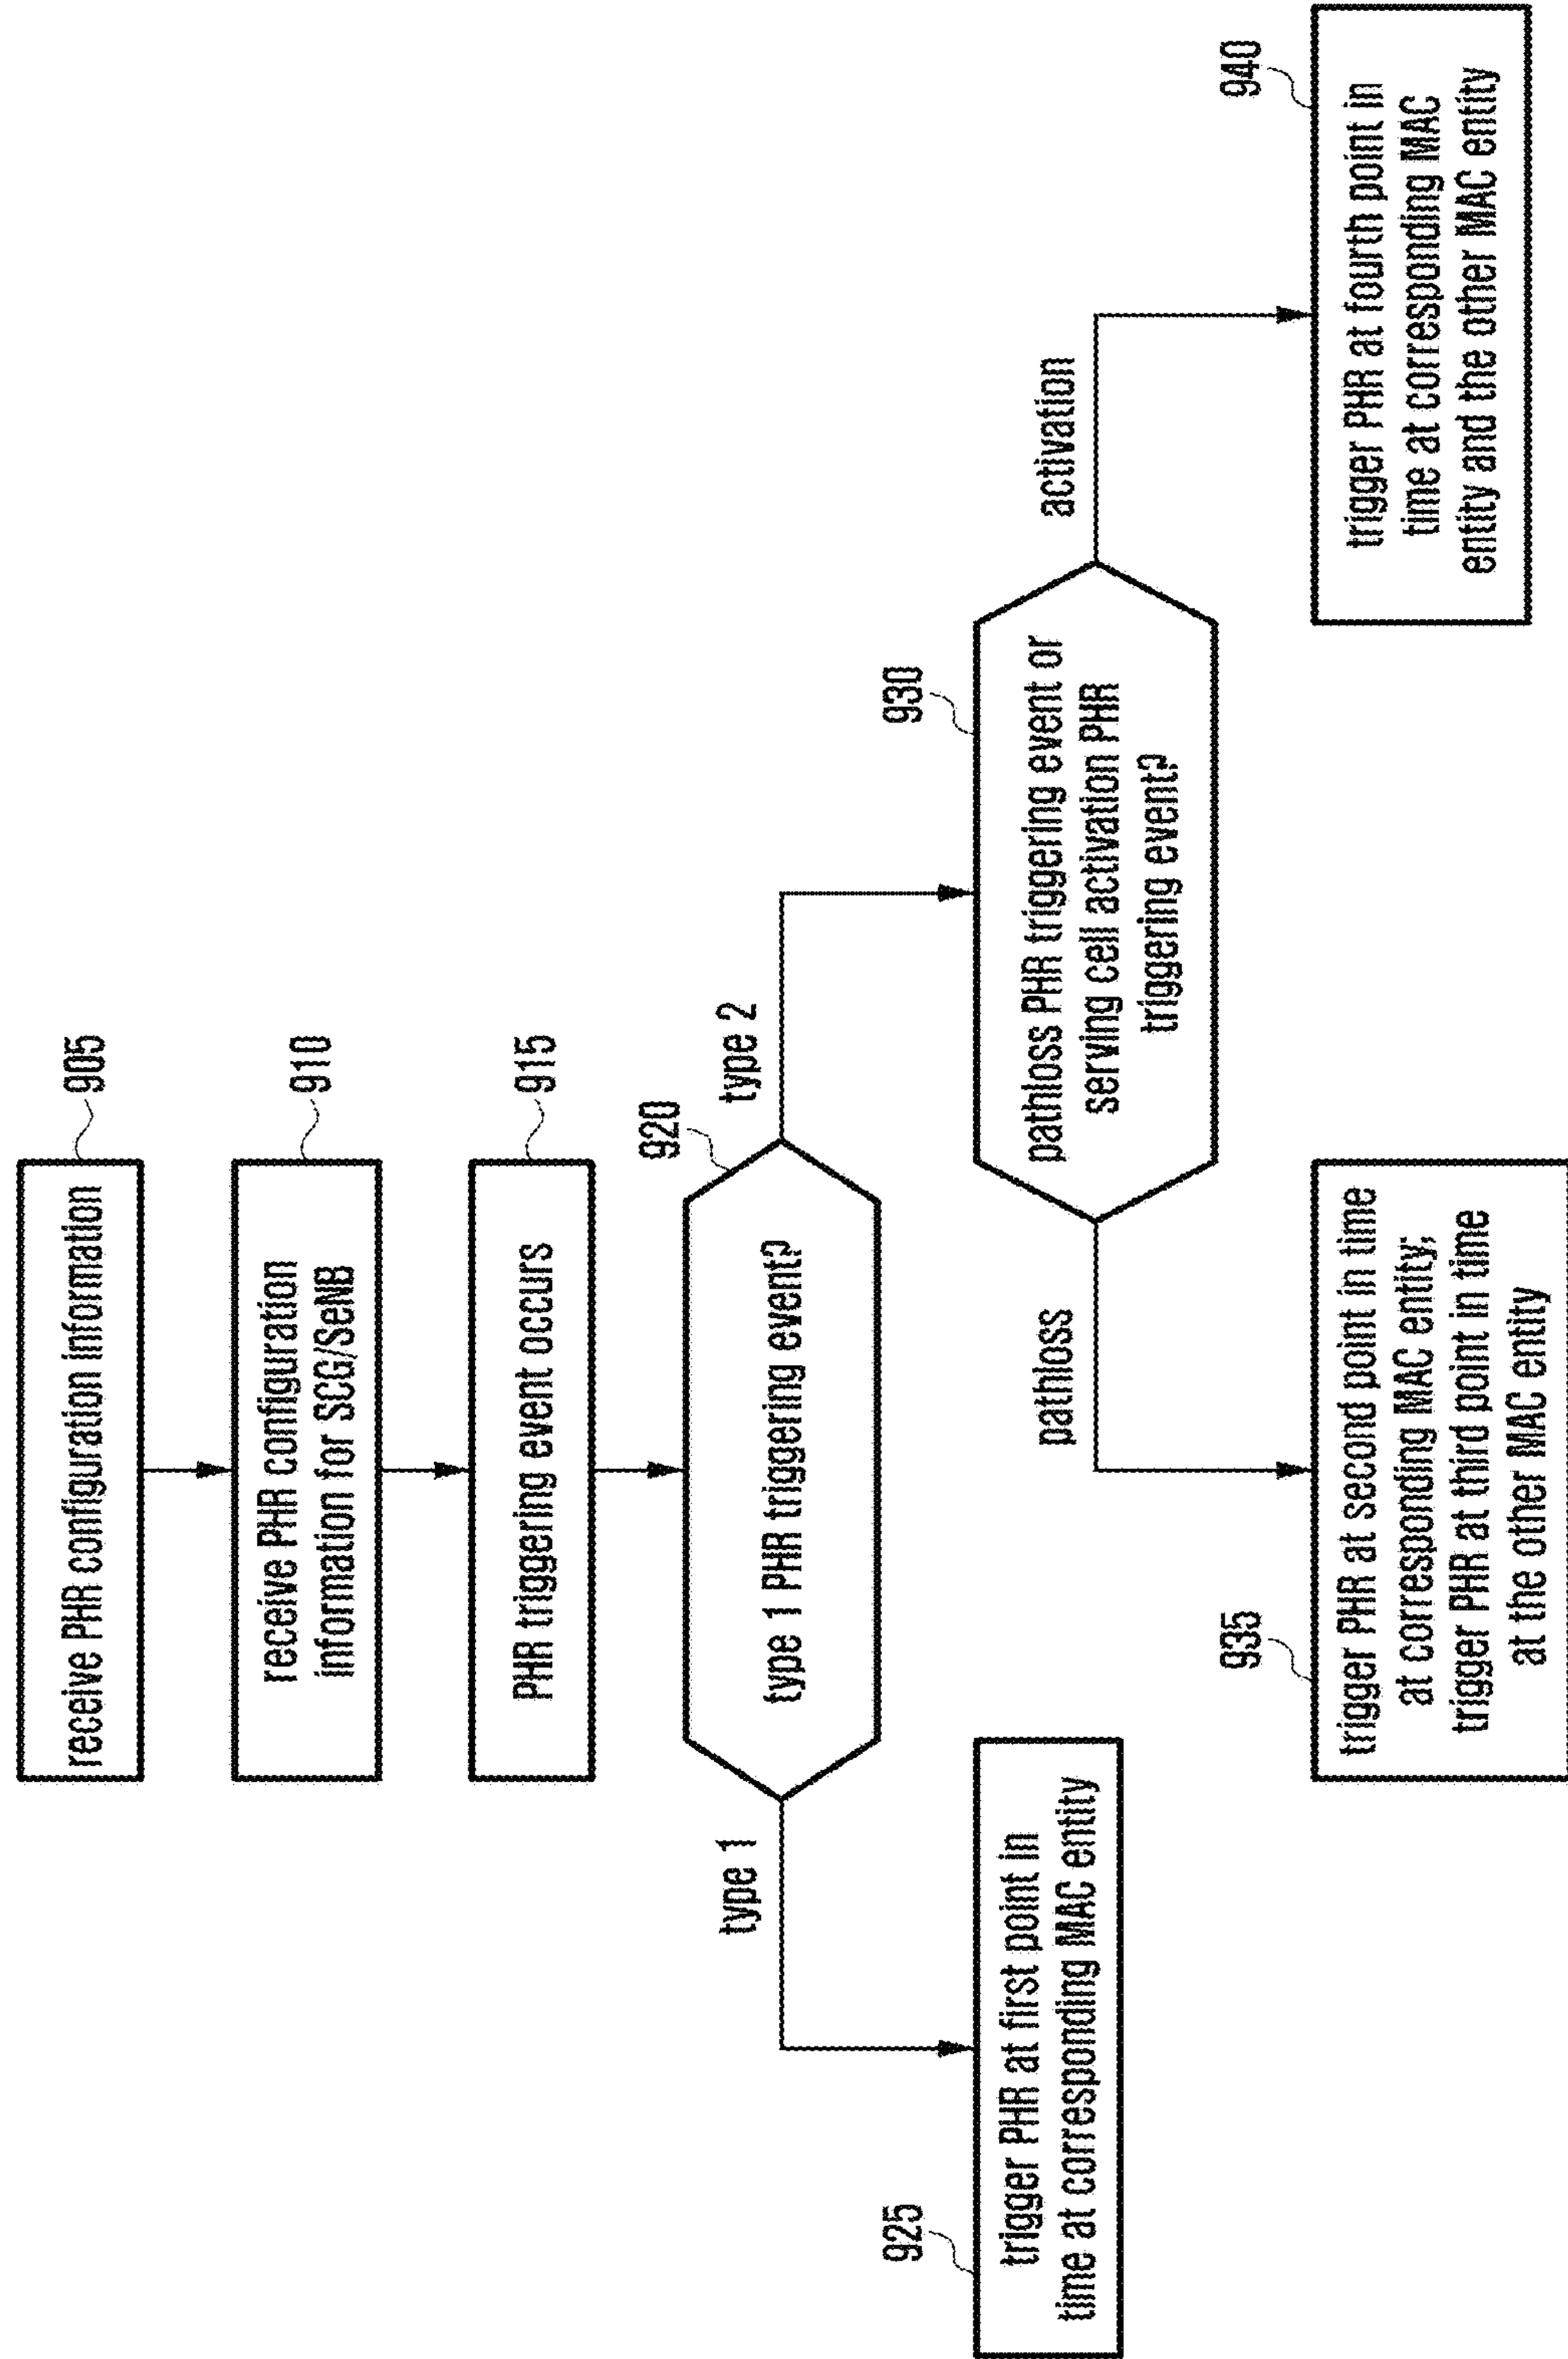 receive PHR configuration information
905
receive PHR configuration
information for SCG/SeNB
910
PHR triggering event occurs
915
920
type 1 PHR triggering event?
type 1
type 2
925
trigger PHR at first point in
time at corresponding MAC entity
930
pathloss PHR triggering event or
serving cell activation PHR
triggering event?
pathloss
activation
935
trigger PHR at second point in time
at corresponding MAC entity;
trigger PHR at third point in time
at the other MAC entity
940
trigger PHR at fourth point in
time at corresponding MAC
entity and the other MAC entity